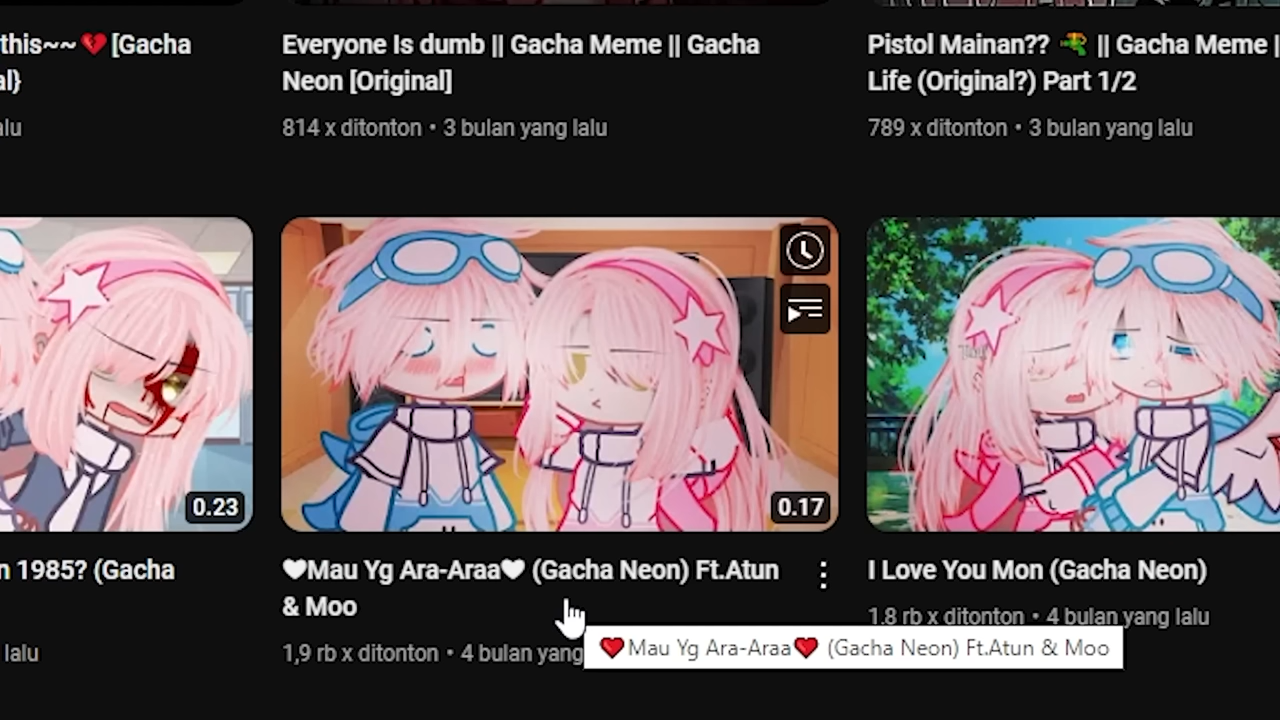 this~~ 💔 [Gacha
al}
alu
Everyone Is dumb || Gacha Meme || Gacha
Neon [Original]
814 x ditonton • 3 bulan yang lalu
Pistol Mainan?? 🔫 || Gacha Meme |
Life (Original?) Part 1/2
789 x ditonton • 3 bulan yang lalu
0.23
0.17
n 1985? (Gacha
lalu
🤍Mau Yg Ara-Araa🤍 (Gacha Neon) Ft.Atun
& Moo
1,9 rb x ditonton • 4 bulan yang
I Love You Mon (Gacha Neon)
1.8 rb x ditonton • 4 bulan yang lalu
❤️Mau Yg Ara-Araa❤️ (Gacha Neon) Ft.Atun & Moo